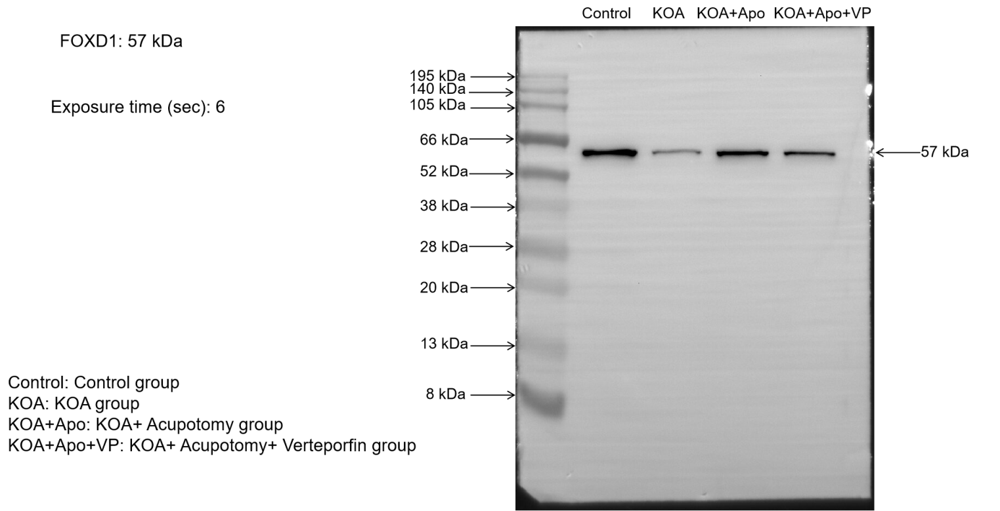 Control KOA KOA+Apo KOA+Apo+VP
FOXD1: 57 kDa
195 kDa
140 kDa
105 kDa
Exposure time (sec): 6
66 kDa
57 kDa
52 kDa
38 kDa
28 kDa
20 kDa
13 kDa
Control: Control group
8 kDa
KOA: KOA group
KOA+Apo: KOA+ Acupotomy group
KOA+Apo+VP: KOA+ Acupotomy+ Verteporfin group